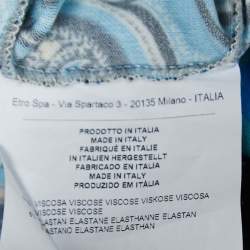 Etro Spa - Via Spartaco 3 - 20135 Milano - ITALIA
PRODOTTO IN ITALIA
MADE IN ITALY
FABRIQUÉ EN ITALIE
IN ITALIEN HERGESTELLT
FABRICADO EN ITALIA
MADE IN ITALY
PRODUZIDO EM ITÁLIA
VISCOSA VISCOSE VISCOSE VISKOSE VISCOSA
VISCOSE VISCOSE
ELASTAN ELASTANE ELASTHANNE ELASTAN
ELASTANO ELASTANE ELASTAN